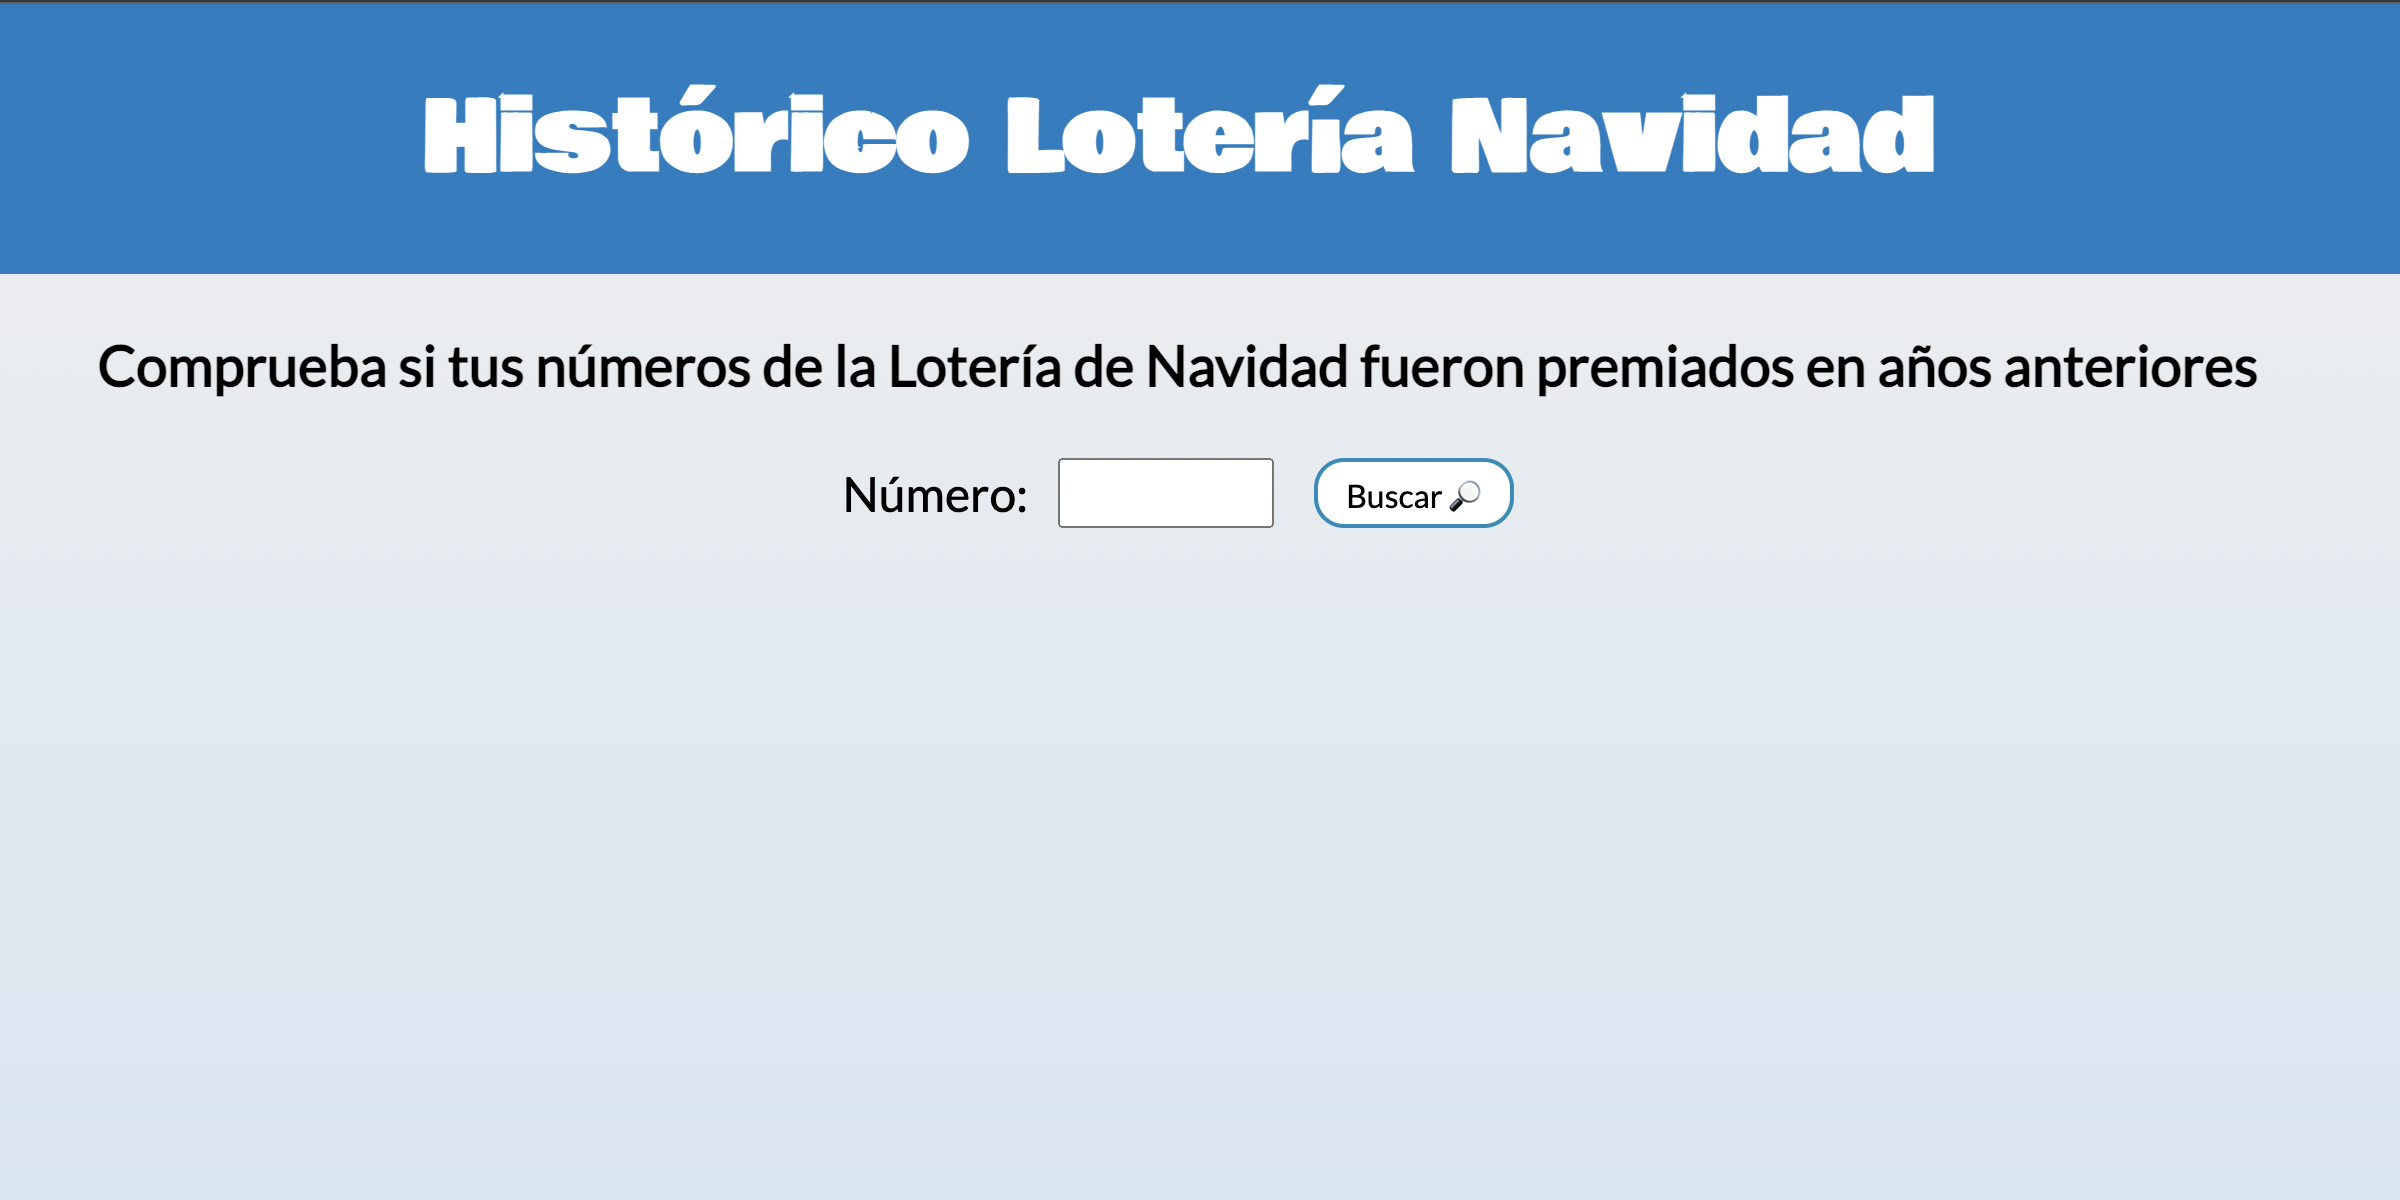 Histórico Lotería Navidad
Comprueba si tus números de la Lotería de Navidad fueron premiados en años anteriores
Número:
Buscar 🔎